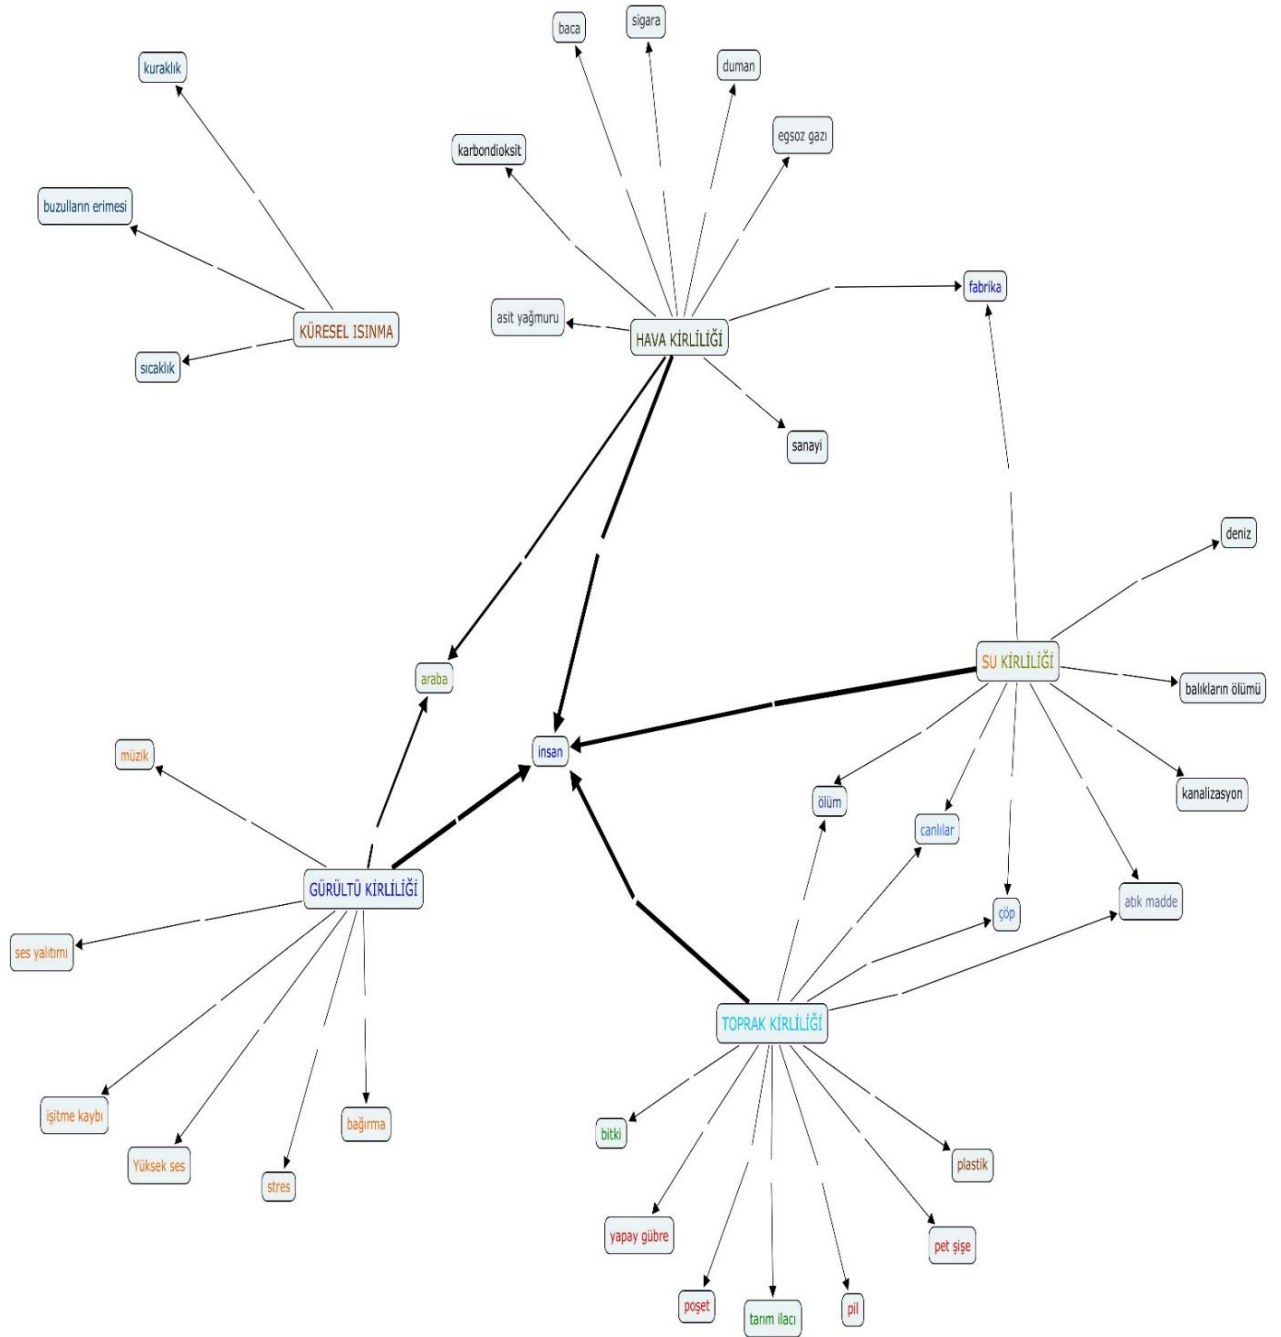 baca
sigara
kuraklık
duman
egsoz gazı
karbondioksit
buzulların erimesi
fabrika
asit yağmuru
KÜRESEL ISINMA
HAVA KİRLİLİĞİ
sıcaklık
sanayi
deniz
SU KİRLİLİĞİ
araba
balıkların ölümü
müzik
insan
kanalizasyon
ölüm
canlılar
GÜRÜLTÜ KİRLİLİĞİ
atık madde
çöp
ses yalıtımı
TOPRAK KİRLİLİĞİ
işitme kaybı
bağırma
bitki
Yüksek ses
plastik
stres
yapay gübre
pet şişe
poşet
tarım ilacı
pil